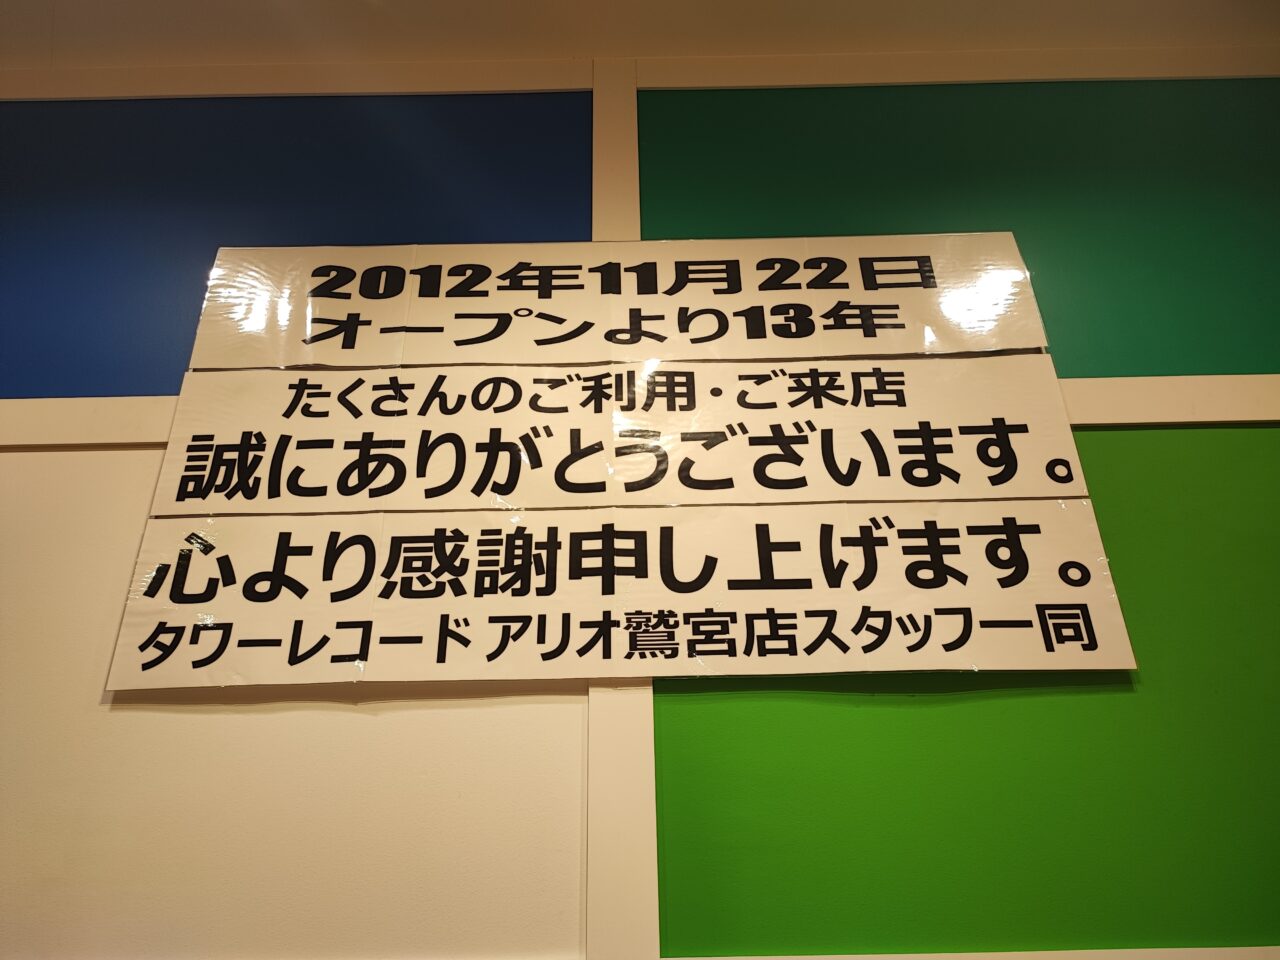 2012年11月22日
オープンより13年
たくさんのご利用・ご来店
誠にありがとうございます。
心より感謝申し上げます。
タワーレコード アリオ鷲宮店スタッフ一同